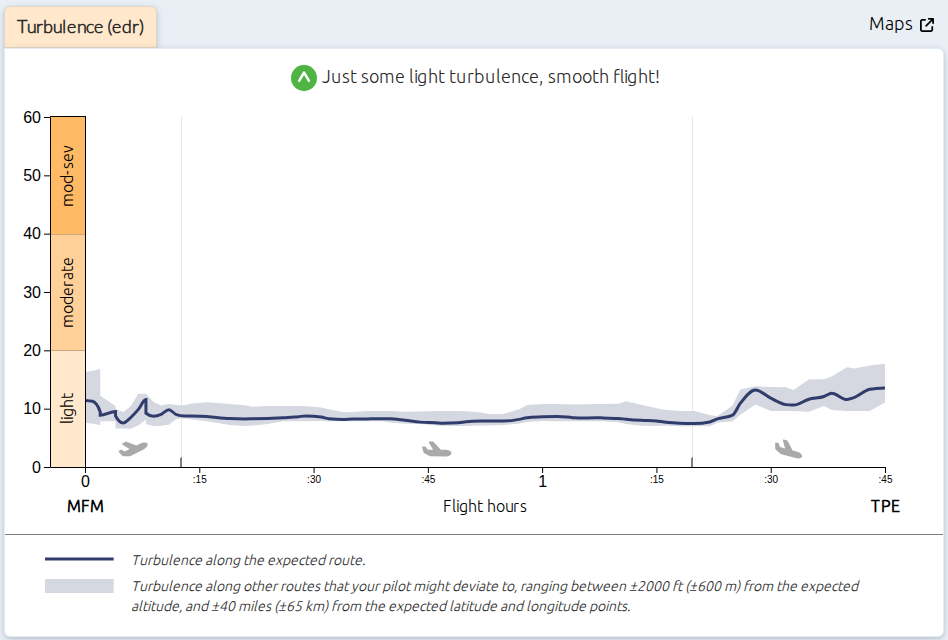 Turbulence (edr)
Maps
Just some light turbulence, smooth flight!
60
50
40
30
20
10
0
mod-sev
moderate
light
0 :15 :30 :45 1 :15 :30 :45
MFM Flight hours TPE
Turbulence along the expected route.
Turbulence along other routes that your pilot might deviate to, ranging between ±2000 ft (±600 m) from the expected
altitude, and ±40 miles (±65 km) from the expected latitude and longitude points.